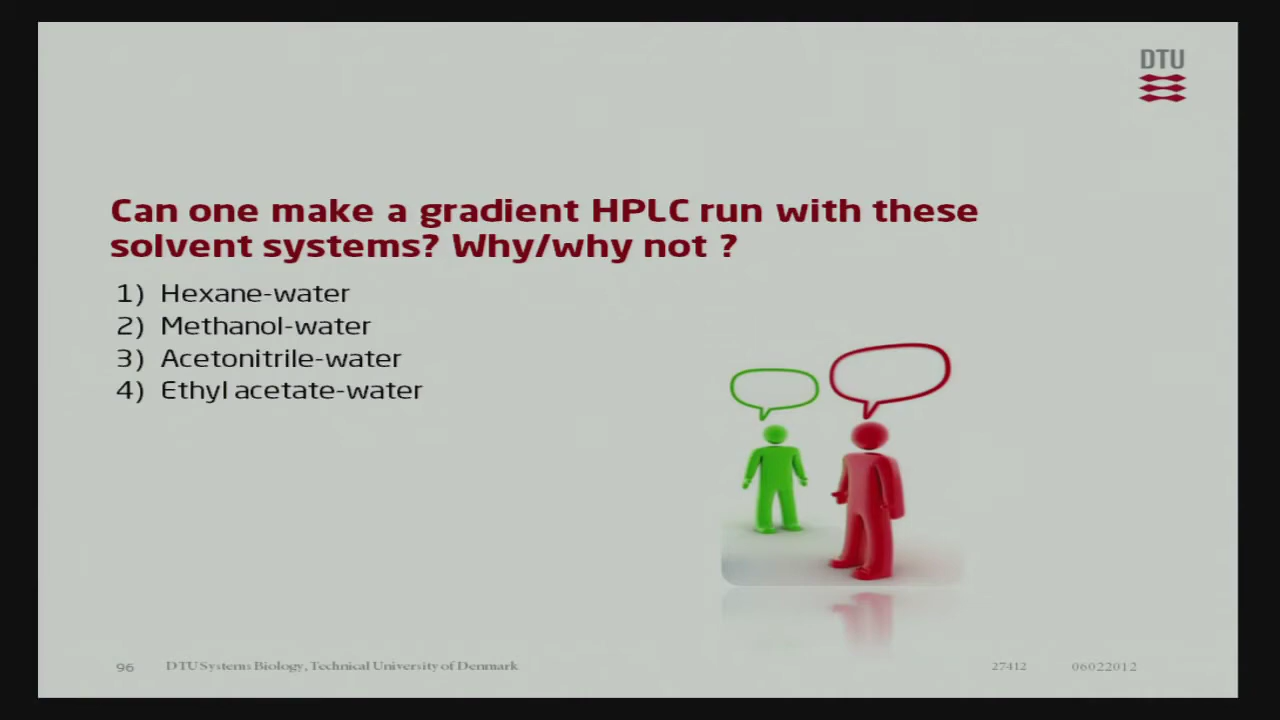 DTU
Can one make a gradient HPLC run with these
solvent systems? Why/why not ?
1) Hexane-water
2) Methanol-water
3) Acetonitrile-water
4) Ethyl acetate-water
96 DTU Systems Biology, Technical University of Denmark 27412 06022012